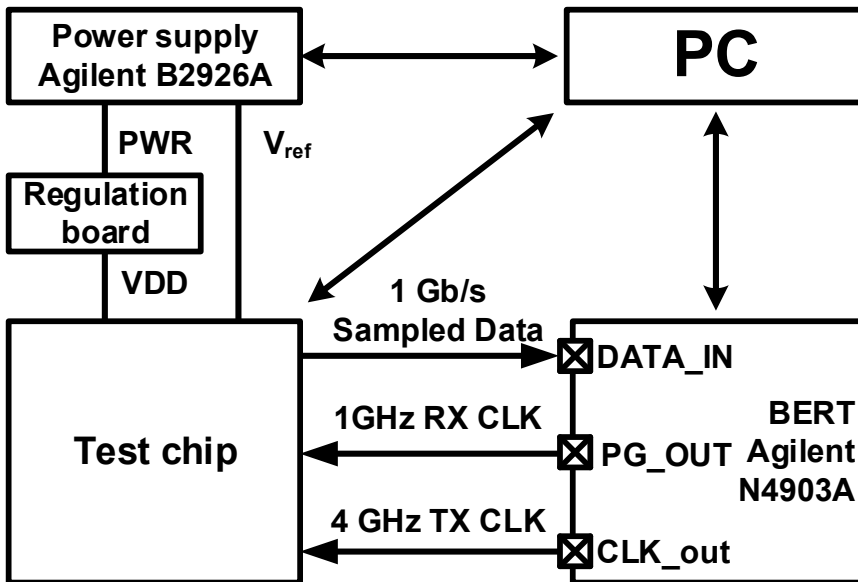 Power supply
Agilent B2926A
PC
PWR
V_ref
Regulation
board
VDD
1 Gb/s
Sampled Data
DATA_IN
1GHz RX CLK
BERT
Test chip
PG_OUT
Agilent
N4903A
4 GHz TX CLK
CLK_out